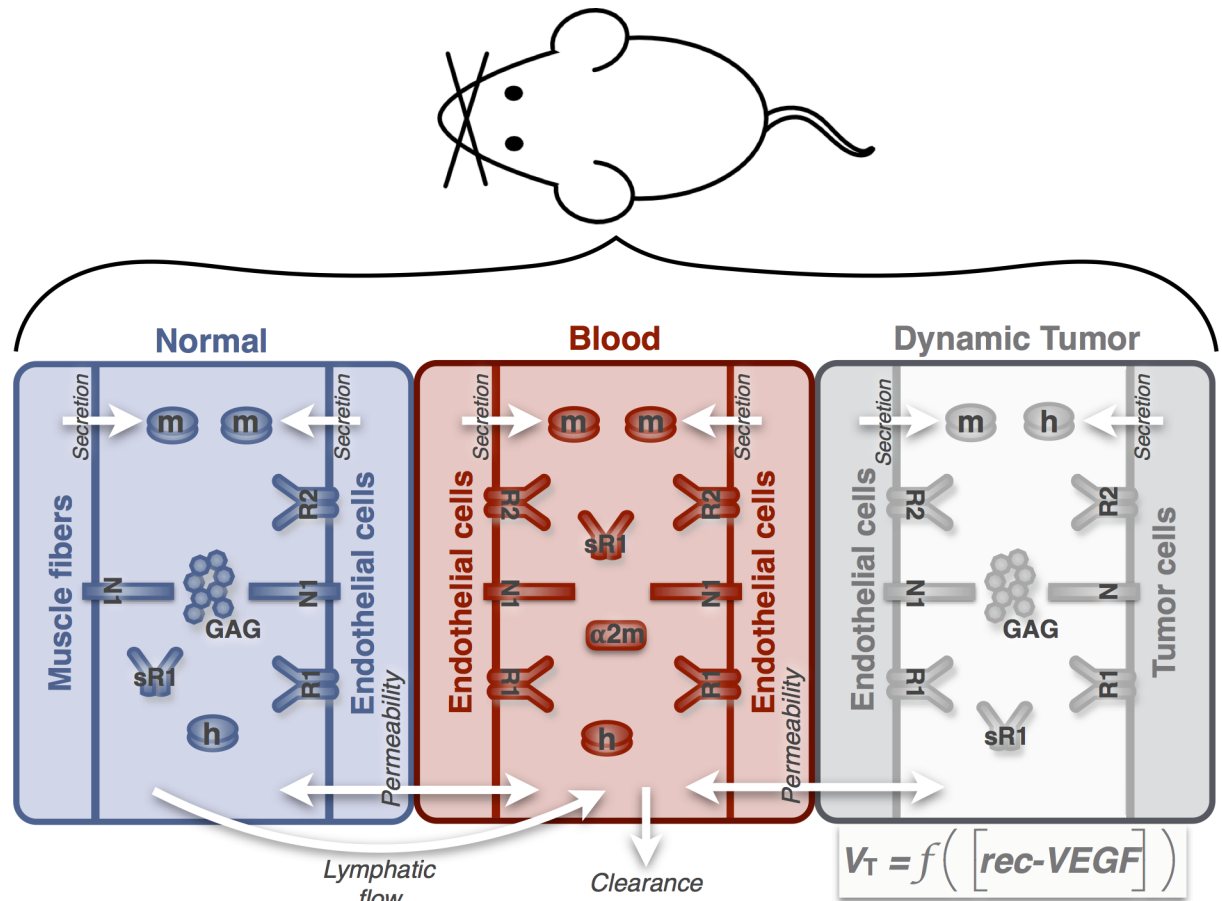 Normal
Blood
Dynamic Tumor
Secretion
m
m
Secretion
Muscle fibers
Endothelial cells
R2
N1
N1
GAG
sR1
R1
h
Permeability
Secretion
m
m
Secretion
Endothelial cells
Endothelial cells
R2
R2
sR1
N1
N1
α2m
R1
R1
h
Permeability
Secretion
m
h
Secretion
Endothelial cells
Tumor cells
R2
R2
N1
N
GAG
R1
R1
sR1
Lymphatic
flow
Clearance
VT = f([rec-VEGF])